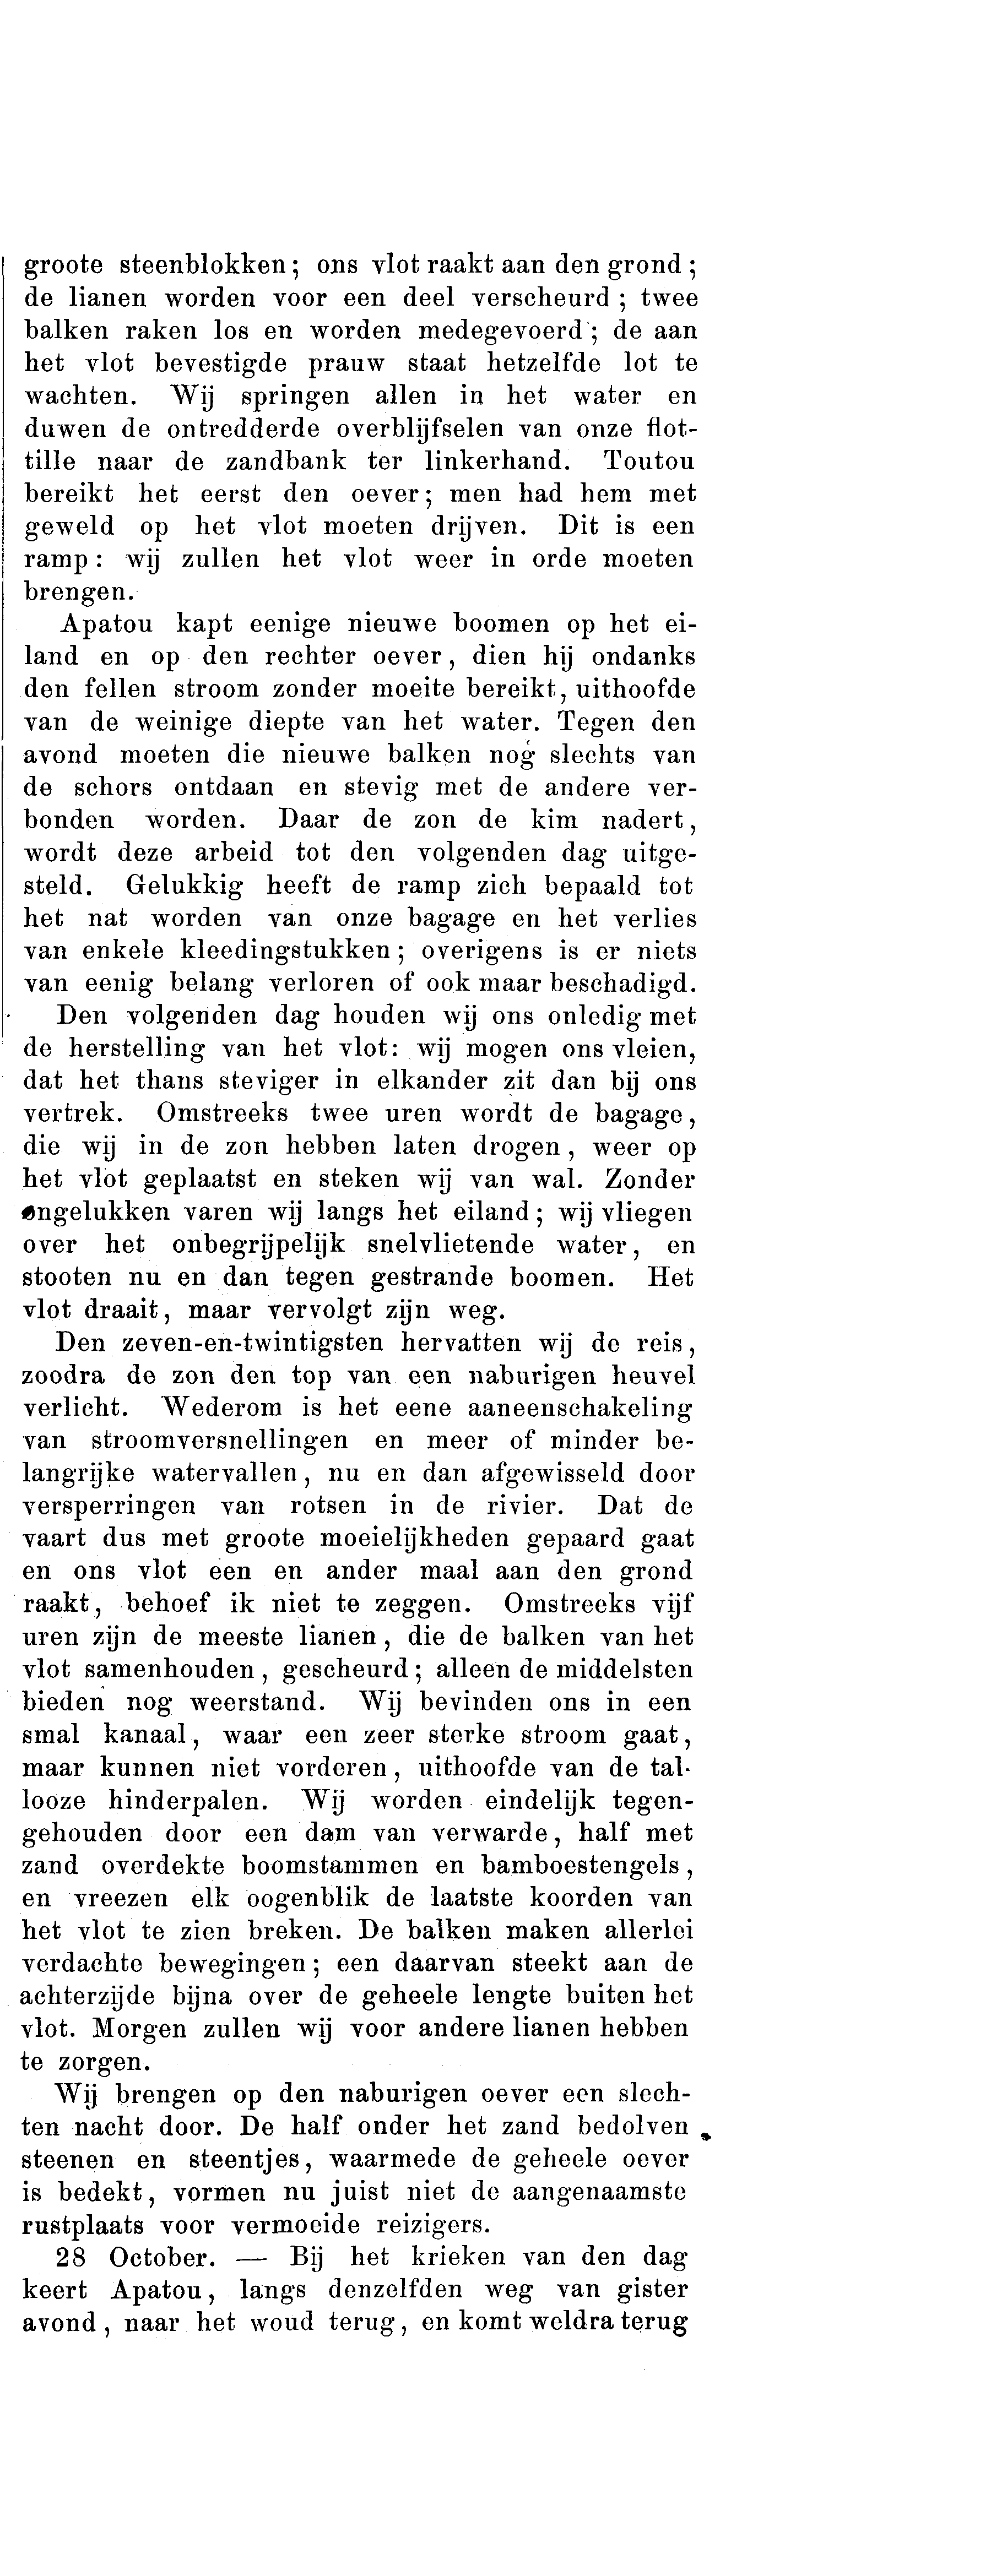 groote steenblokken; ons vlot raakt aan den grond;
de lianen worden voor een deel verscheurd; twee
balken raken los en worden medegevoerd; de aan
het vlot bevestigde prauw staat hetzelfde lot te
wachten. Wij springen allen in het water en
duwen de ontredderde overblijfselen van onze flot-
tille naar de zandbank ter linkerhand. Toutou
bereikt het eerst den oever; men had hem met
geweld op het vlot moeten drijven. Dit is een
ramp: wij zullen het vlot weer in orde moeten
brengen.
Apatou kapt eenige nieuwe boomen op het ei-
land en op den rechter oever, dien hij ondanks
den fellen stroom zonder moeite bereikt, uithoofde
van de weinige diepte van het water. Tegen den
avond moeten die nieuwe balken nog slechts van
de schors ontdaan en stevig met de andere ver-
bonden worden. Daar de zon de kim nadert,
wordt deze arbeid tot den volgenden dag uitge-
steld. Gelukkig heeft de ramp zich bepaald tot
het nat worden van onze bagage en het verlies
van enkele kleedingstukken; overigens is er niets
van eenig belang verloren of ook maar beschadigd.
Den volgenden dag houden wij ons onledig met
de herstelling van het vlot: wij mogen ons vleien,
dat het thans steviger in elkander zit dan bij ons
vertrek. Omstreeks twee uren wordt de bagage,
die wij in de zon hebben laten drogen, weer op
het vlot geplaatst en steken wij van wal. Zonder
ongelukken varen wij langs het eiland; wij vliegen
over het onbegrijpelijk snelvlietende water, en
stooten nu en dan tegen gestrande boomen. Het
vlot draait, maar vervolgt zijn weg.
Den zeven-en-twintigsten hervatten wij de reis,
zoodra de zon den top van een naburigen heuvel
verlicht. Wederom is het eene aaneenschakeling
van stroomversnellingen en meer of minder be-
langrijke watervallen, nu en dan afgewisseld door
versperringen van rotsen in de rivier. Dat de
vaart dus met groote moeielijkheden gepaard gaat
en ons vlot een en ander maal aan den grond
raakt, behoef ik niet te zeggen. Omstreeks vijf
uren zijn de meeste lianen, die de balken van het
vlot samenhouden, gescheurd; alleen de middelsten
bieden nog weerstand. Wij bevinden ons in een
smal kanaal, waar een zeer sterke stroom gaat,
maar kunnen niet vorderen, uithoofde van de tal-
looze hinderpalen. Wij worden eindelijk tegen-
gehouden door een dam van verwarde, half met
zand overdekte boomstammen en bamboestengels,
en vreezen elk oogenblik de laatste koorden van
het vlot te zien breken. De balken maken allerlei
verdachte bewegingen; een daarvan steekt aan de
achterzijde bijna over de geheele lengte buiten het
vlot. Morgen zullen wij voor andere lianen hebben
te zorgen.
Wij brengen op den naburigen oever een slech-
ten nacht door. De half onder het zand bedolven
steenen en steentjes, waarmede de geheele oever
is bedekt, vormen nu juist niet de aangenaamste
rustplaats voor vermoeide reizigers.
28 October. — Bij het krieken van den dag
keert Apatou, langs denzelfden weg van gister
avond, naar het woud terug, en komt weldra terug